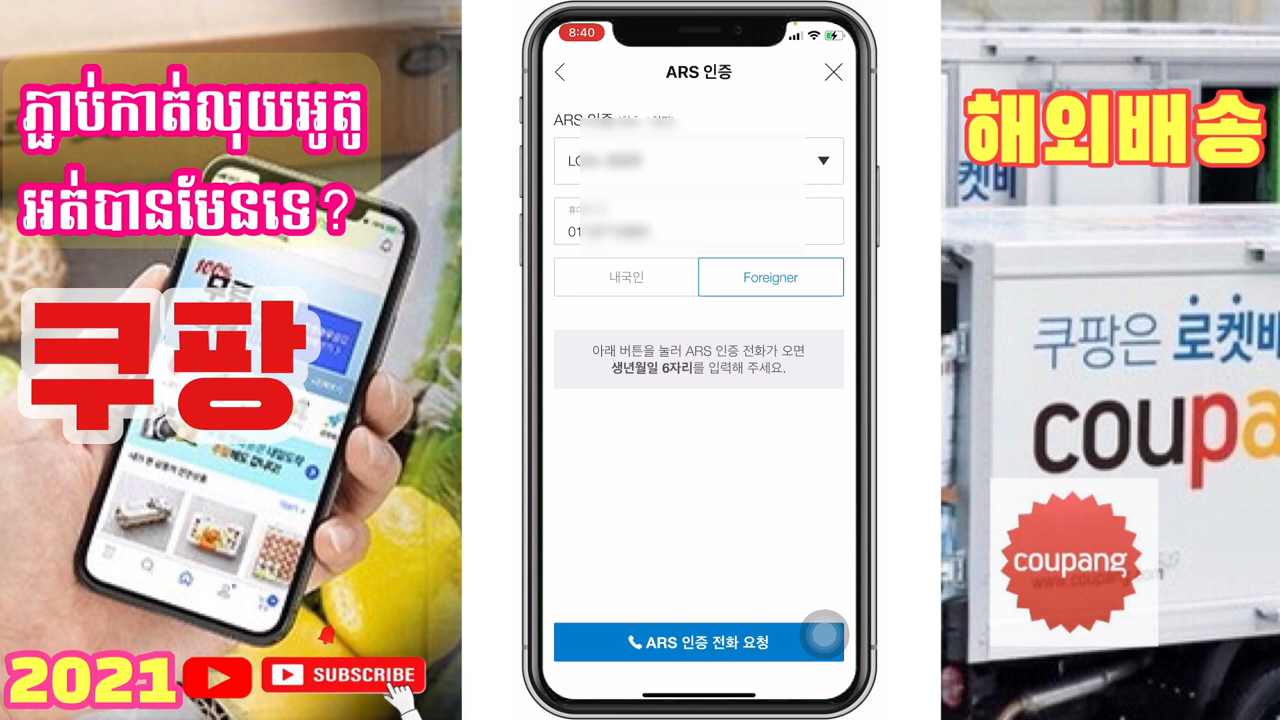 ភ្ជាប់កាត់លុយអូតូ
អត់បានមែនទេ?
쿠팡
100%
2021
SUBSCRIBE
8:40
ARS 인증
ARS
01
내국인
Foreigner
아래 버튼을 눌러 ARS 인증 전화가 오면
생년월일 6자리를 입력해 주세요.
ARS 인증 전화 요청
해외배송
쿠팡은 로켓배
coupa
coupang